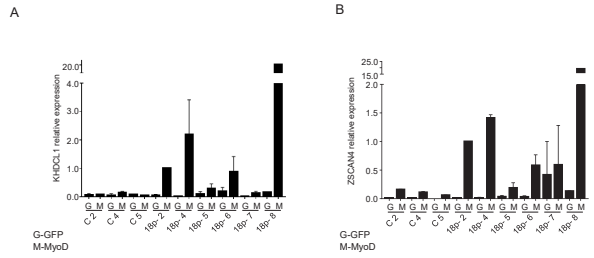 A
KHDCL1 relative expression
20.0
4.0
3.0
2.0
1.0
0.0
G M G M G M G M G M G M G M G M G M
C 2 C 4 C 5 18p- 2 18p- 4 18p- 5 18p- 6 18p- 7 18p- 8
G-GFP
M-MyoD
B
ZSCAN4 relative expression
25.0
15.0
2.0
1.5
1.0
0.5
0.0
G M G M G M G M G M G M G M G M G M
C 2 C 4 C 5 18p- 2 18p- 4 18p- 5 18p- 6 18p- 7 18p- 8
G-GFP
M-MyoD